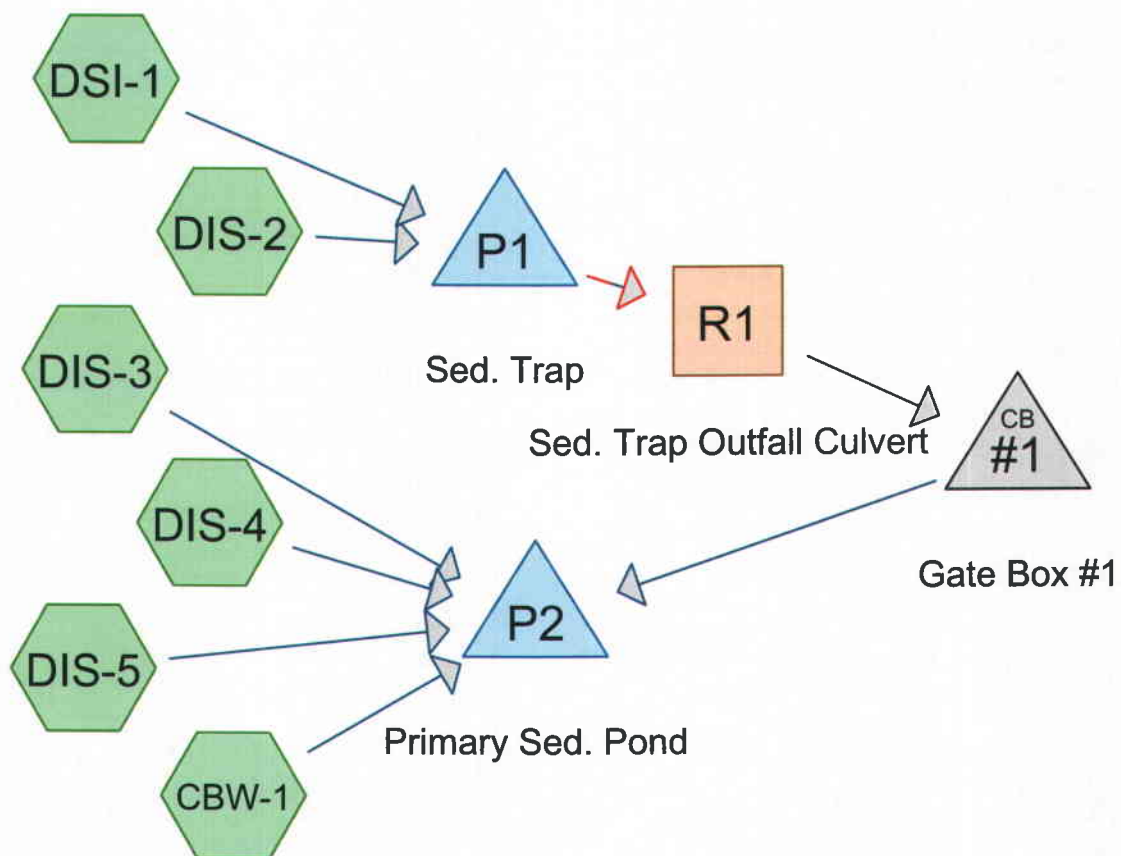 DSI-1
DIS-2
P1
DIS-3
R1
Sed. Trap
CB
#1
Sed. Trap Outfall Culvert
DIS-4
Gate Box #1
P2
DIS-5
Primary Sed. Pond
CBW-1